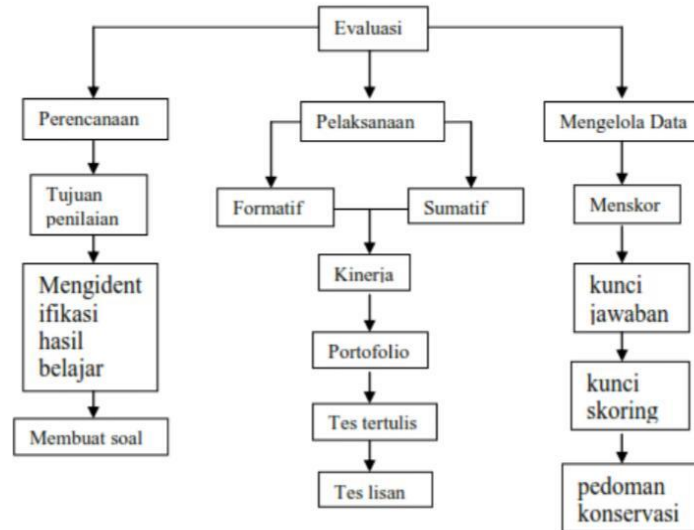 Evaluasi
Perencanaan
Pelaksanaan
Mengelola Data
Tujuan
penilaian
Formatif
Sumatif
Menskor
Mengident
ifikasi
hasil
belajar
Kinerja
kunci
jawaban
Portofolio
kunci
skoring
Membuat soal
Tes tertulis
Tes lisan
pedoman
konservasi